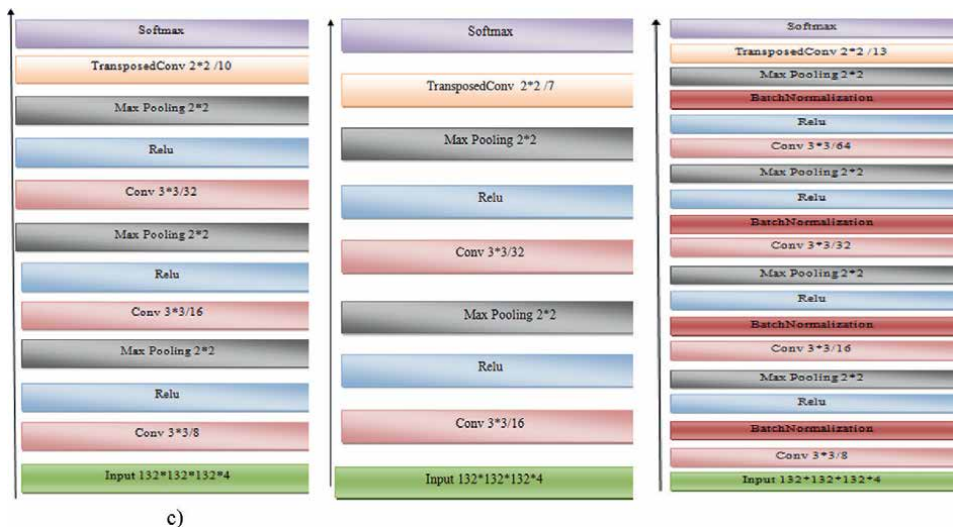 Softmax
TransposedConv 2*2 /10
Max Pooling 2*2
Relu
Conv 3*3/32
Max Pooling 2*2
Relu
Conv 3*3/16
Max Pooling 2*2
Relu
Conv 3*3/8
Input 132*132*132*4
c)
Softmax
TransposedConv 2*2 /7
Max Pooling 2*2
Relu
Conv 3*3/32
Max Pooling 2*2
Relu
Conv 3*3/16
Input 132*132*132*4
Softmax
TransposedConv 2*2 /13
Max Pooling 2*2
BatchNormalization
Relu
Conv 3*3/64
Max Pooling 2*2
Relu
BatchNormalization
Conv 3*3/32
Max Pooling 2*2
Relu
BatchNormalization
Conv 3*3/16
Max Pooling 2*2
Relu
BatchNormalization
Conv 3*3/8
Input 132*132*132*4